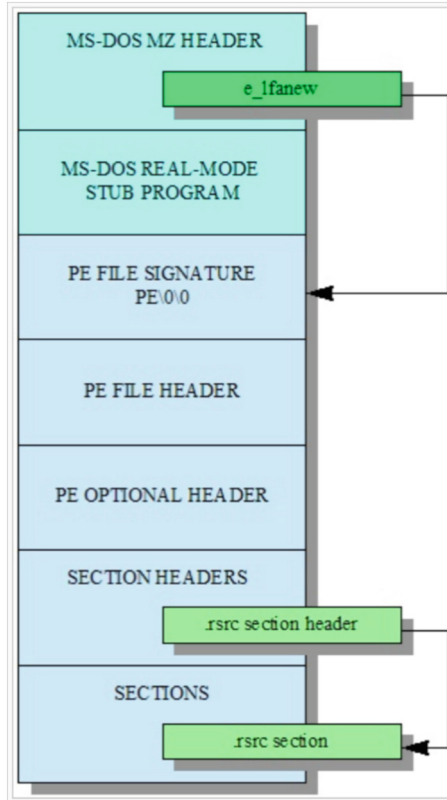 MS-DOS MZ HEADER
e_lfanew
MS-DOS REAL-MODE
STUB PROGRAM
PE FILE SIGNATURE
PE\0\0
PE FILE HEADER
PE OPTIONAL HEADER
SECTION HEADERS
.rsrc section header
SECTIONS
.rsrc section